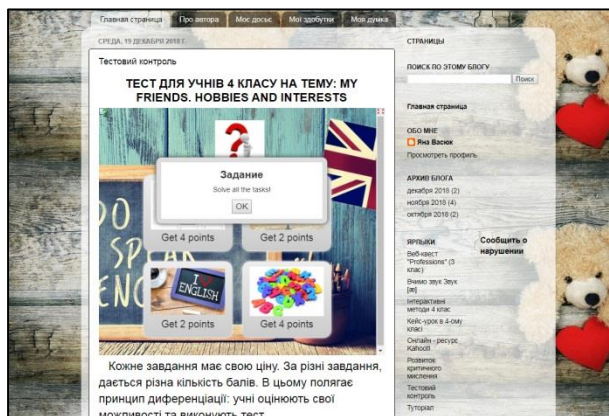 Главная страница
Про автора
Моє досьє
Мої здобутки
Моя думка
СРЕДА, 19 ДЕКАБРЯ 2018 Г.
Тестовий контроль
ТЕСТ ДЛЯ УЧНІВ 4 КЛАСУ НА ТЕМУ: MY
FRIENDS. HOBBIES AND INTERESTS
DO
SPEAK
ENG
Задание
Solve all the tasks!
OK
Get 4 points
Get 2 points
I
ENGLISH
Get 2 points
Get 4 points
Кожне завдання має свою ціну. За різні завдання,
дається різна кількість балів. В цьому полягає
принцип диференціації: учні оцінюють свої
можливості та виконують тест.
СТРАНИЦЫ
ПОИСК ПО ЭТОМУ БЛОГУ
Поиск
Главная страница
ОБО МНЕ
Яна Васюк
Просмотреть профиль
АРХИВ БЛОГА
декабря 2018 (2)
ноября 2018 (4)
октября 2018 (2)
ЯРЛЫКИ
Веб-квест
"Professions" (3
клас)
Вчимо звук Звук
[æ]
Інтерактивні
методи 4 клас
Кейс-урок в 4-ому
класі
Онлайн - ресурс
Kahoot!
Розвиток
критичного
мислення
Тестовий
контроль
Туторіал
Сообщить о
нарушении